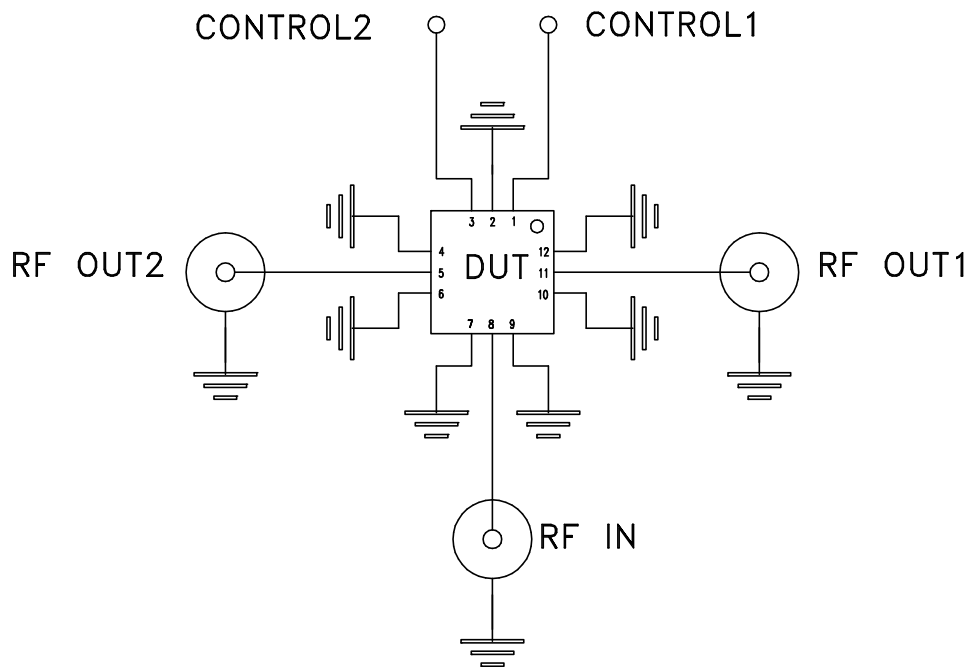 CONTROL2
CONTROL1
3 2 1
4
12
RF OUT2
5
DUT
11
RF OUT1
6
10
7 8 9
RF IN